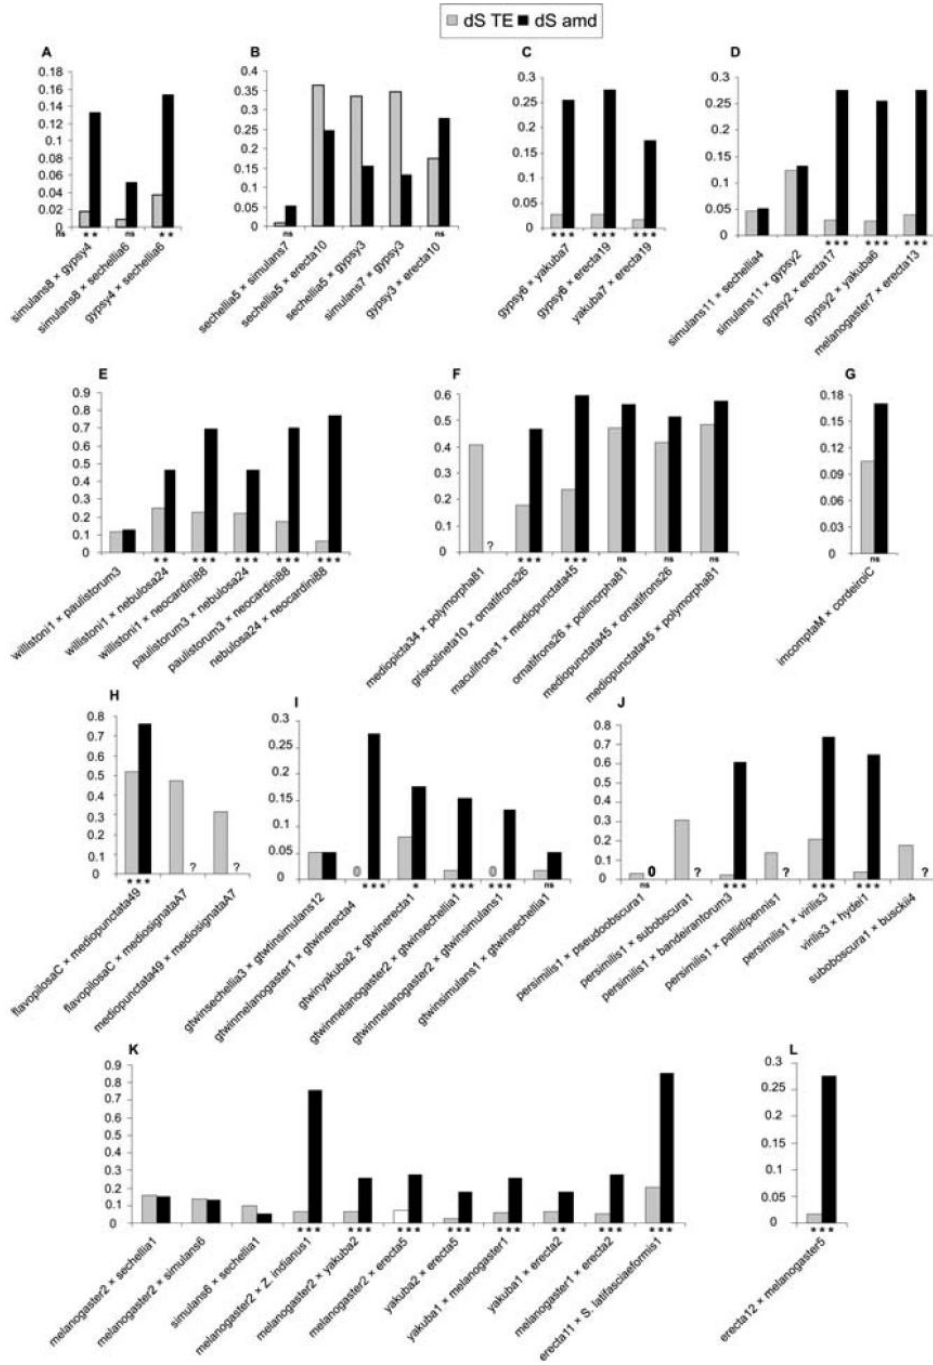 dS TE dS amd
A
0.18
0.16
0.14
0.12
0.1
0.08
0.06
0.04
0.02
0
ns ** ns **
simulans8 × gypsy4
simulans8 × sechellia6
gypsy4 × sechellia6
B
0.4
0.35
0.3
0.25
0.2
0.15
0.1
0.05
0
ns ns
sechellia5 × simulans7
sechellia5 × erecta10
sechellia5 × gypsy3
simulans7 × gypsy3
gypsy3 × erecta10
C
0.3
0.25
0.2
0.15
0.1
0.05
0
*** *** ***
gypsy6 × yakuba7
gypsy6 × erecta19
yakuba7 × erecta19
D
0.3
0.25
0.2
0.15
0.1
0.05
0
*** *** ***
simulans11 × sechellia4
simulans11 × gypsy2
gypsy2 × erecta17
gypsy2 × yakuba6
melanogaster7 × erecta13
E
0.9
0.8
0.7
0.6
0.5
0.4
0.3
0.2
0.1
0
** *** *** *** ***
willistoni1 × paulistorum3
willistoni1 × nebulosa24
willistoni1 × neocardini88
paulistorum3 × nebulosa24
paulistorum3 × neocardini88
nebulosa24 × neocardini88
F
0.6
0.5
0.4
0.3
0.2
0.1
0
? *** *** ns ns ns
mediopicta34 × polymorpha81
griseolineta10 × ornatifrons26
maculifrons1 × mediopunctata45
ornatifrons26 × polimorpha81
mediopunctata45 × ornatifrons26
mediopunctata45 × polymorpha81
G
0.18
0.15
0.12
0.09
0.06
0.03
0
ns
imcomptaM × cordeiroiC
H
0.8
0.7
0.6
0.5
0.4
0.3
0.2
0.1
0
*** ? ?
flavopilosaC × mediopunctata49
flavopilosaC × mediosignataA7
mediopunctata49 × mediosignataA7
I
0.3
0.25
0.2
0.15
0.1
0.05
0
0 *** * *** 0 *** ns
gtwinsechellia3 × gtwinsimulans12
gtwinmelanogaster1 × gtwinerecta4
gtwinyakuba2 × gtwinerecta1
gtwinmelanogaster2 × gtwinsechellia1
gtwinmelanogaster2 × gtwinsimulans1
gtwinsimulans1 × gtwinsechellia1
J
0.8
0.7
0.6
0.5
0.4
0.3
0.2
0.1
0
ns 0 ? *** ? *** *** ?
persimilis1 × pseudoobscura1
persimilis1 × suboboscura1
persimilis1 × bandeirantorum3
persimilis1 × pallidipennis1
persimilis1 × virilis3
virilis3 × hydei1
suboboscura1 × busckii4
K
0.9
0.8
0.7
0.6
0.5
0.4
0.3
0.2
0.1
0
*** *** *** *** *** ** *** ***
melanogaster2 × sechellia1
melanogaster2 × simulans6
simulans6 × sechellia1
melanogaster2 × Z. indianus1
melanogaster2 × yakuba2
melanogaster2 × erecta5
yakuba2 × erecta5
yakuba1 × melanogaster1
yakuba1 × erecta2
melanogaster1 × erecta2
erecta11 × S. latifasciaeformis1
L
0.3
0.25
0.2
0.15
0.1
0.05
0
***
erecta12 × melanogaster5